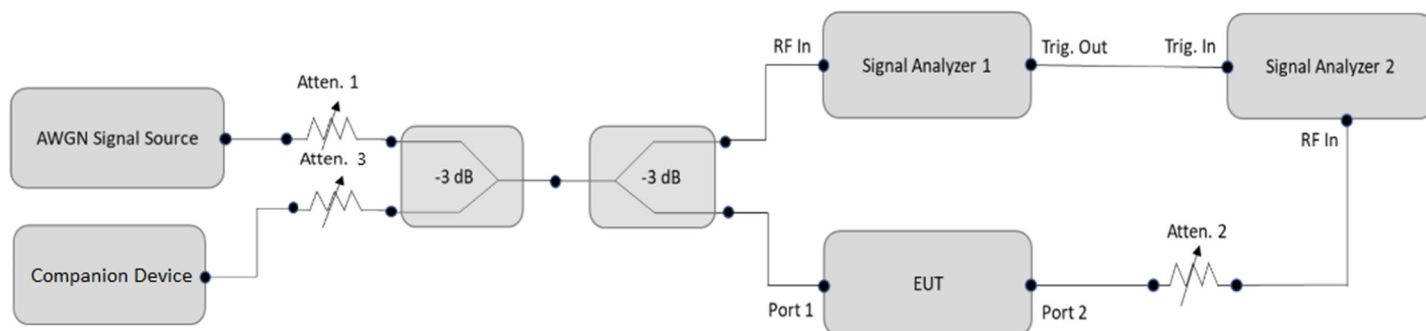 RF In
Signal Analyzer 1
Trig. Out
Trig. In
Signal Analyzer 2
Atten. 1
AWGN Signal Source
RF In
Atten. 3
-3 dB
-3 dB
Companion Device
Atten. 2
EUT
Port 1
Port 2